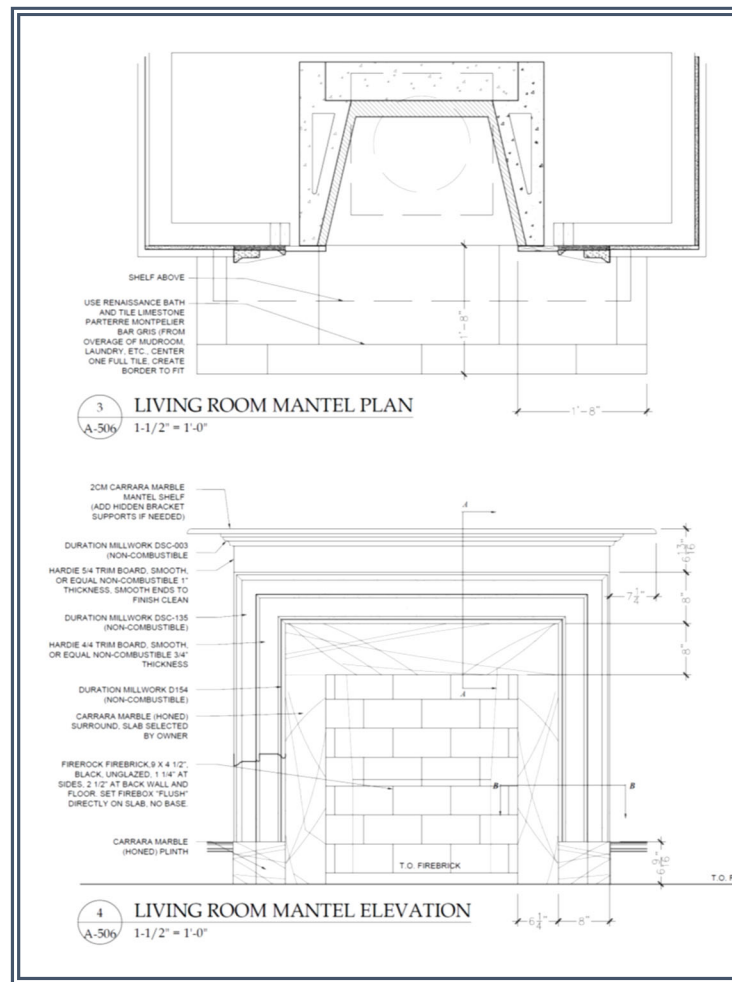 SHELF ABOVE
USE RENAISSANCE BATH
AND TILE LIMESTONE
PARTERRE MONTPELIER
BAR GRIS (FROM
OVERAGE OF MUDROOM,
LAUNDRY, ETC., CENTER
ONE FULL TILE, CREATE
BORDER TO FIT
1'-8"
1'-8"
3
A-506
LIVING ROOM MANTEL PLAN
1-1/2" = 1'-0"
2CM CARRARA MARBLE
MANTEL SHELF
(ADD HIDDEN BRACKET
SUPPORTS IF NEEDED)
A
DURATION MILLWORK DSC-003
(NON-COMBUSTIBLE
HARDIE 5/4 TRIM BOARD, SMOOTH,
OR EQUAL NON-COMBUSTIBLE 1"
THICKNESS, SMOOTH ENDS TO
FINISH CLEAN
DURATION MILLWORK DSC-135
(NON-COMBUSTIBLE)
HARDIE 4/4 TRIM BOARD, SMOOTH,
OR EQUAL NON-COMBUSTIBLE 3/4"
THICKNESS
DURATION MILLWORK D154
(NON-COMBUSTIBLE)
CARRARA MARBLE (HONED)
SURROUND, SLAB SELECTED
BY OWNER
FIREROCK FIREBRICK,9 X 4 1/2",
BLACK, UNGLAZED, 1 1/4" AT
SIDES, 2 1/2" AT BACK WALL AND
FLOOR. SET FIREBOX "FLUSH"
DIRECTLY ON SLAB, NO BASE.
CARRARA MARBLE
(HONED) PLINTH
6 13/16"
7 1/4"
8"
8"
A
B
B
T.O. FIREBRICK
6 9/16"
T.O. F
6 1/4"
8"
4
A-506
LIVING ROOM MANTEL ELEVATION
1-1/2" = 1'-0"